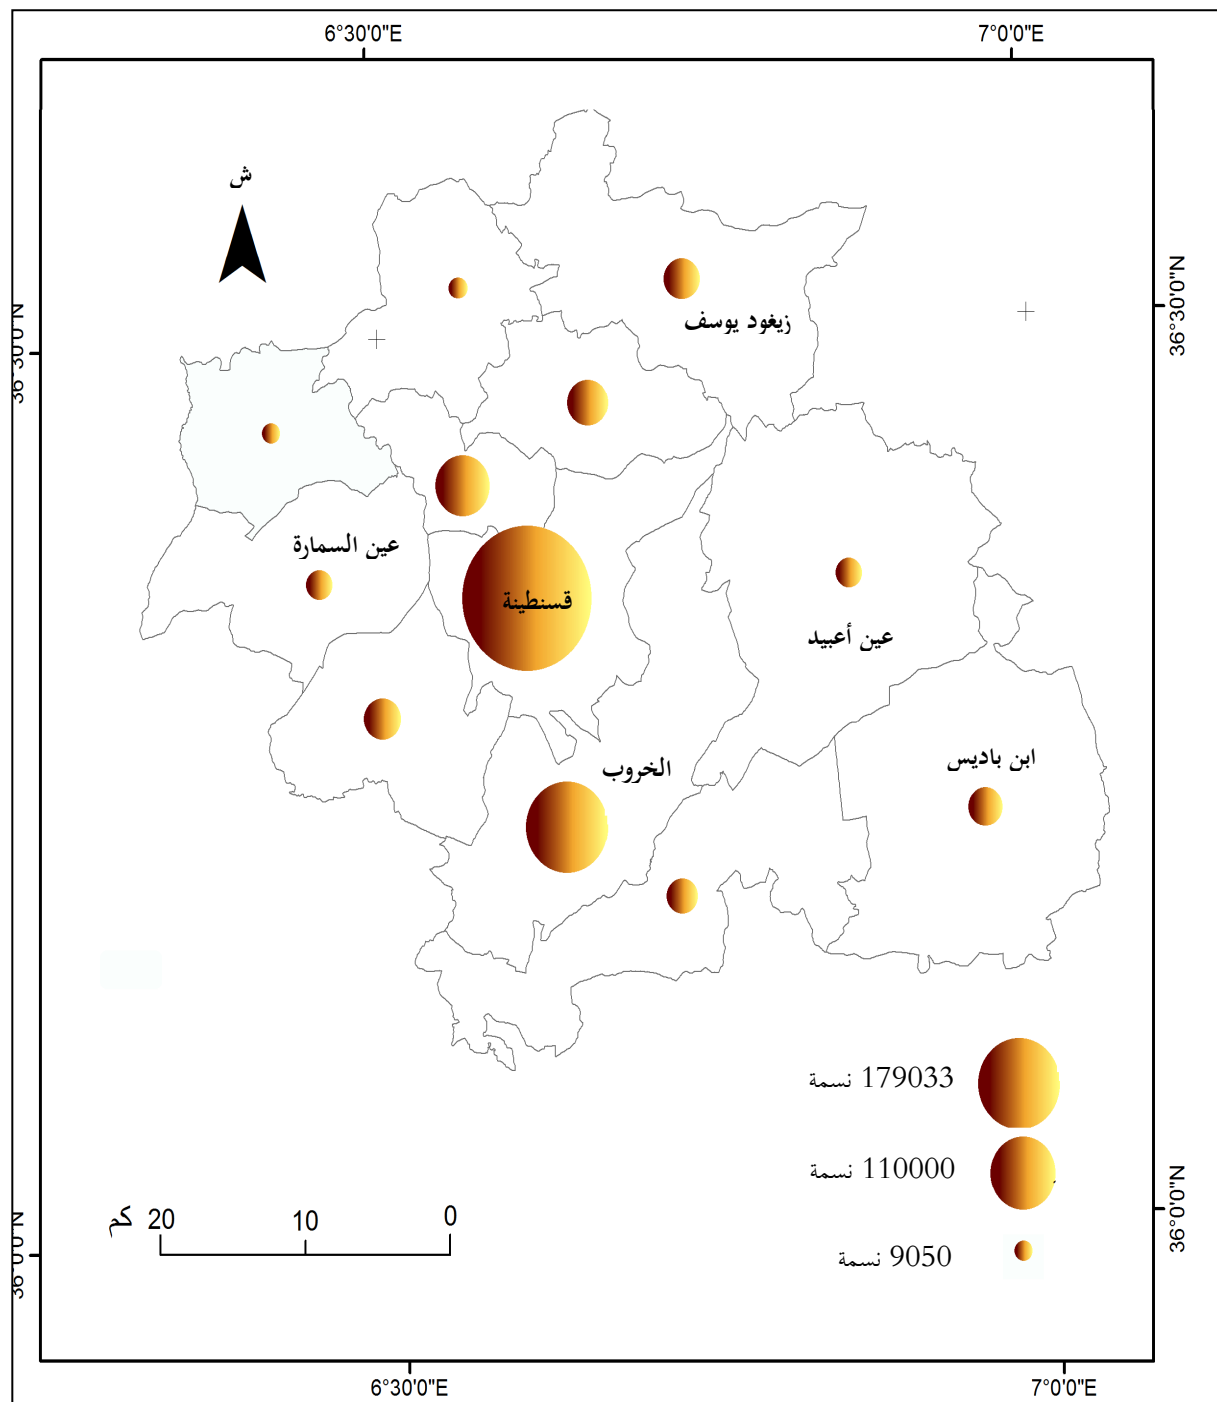 6°30'0"E
7°0'0"E
ش
36°30'0"N
36°30'0"N
زيغود يوسف
عين السمارة
قسنطينة
عين أعبيد
ابن باديس
الخروب
179033 نسمة
110000 نسمة
9050 نسمة
36°0'0"N
36°0'0"N
0 10 20 كم
6°30'0"E
7°0'0"E